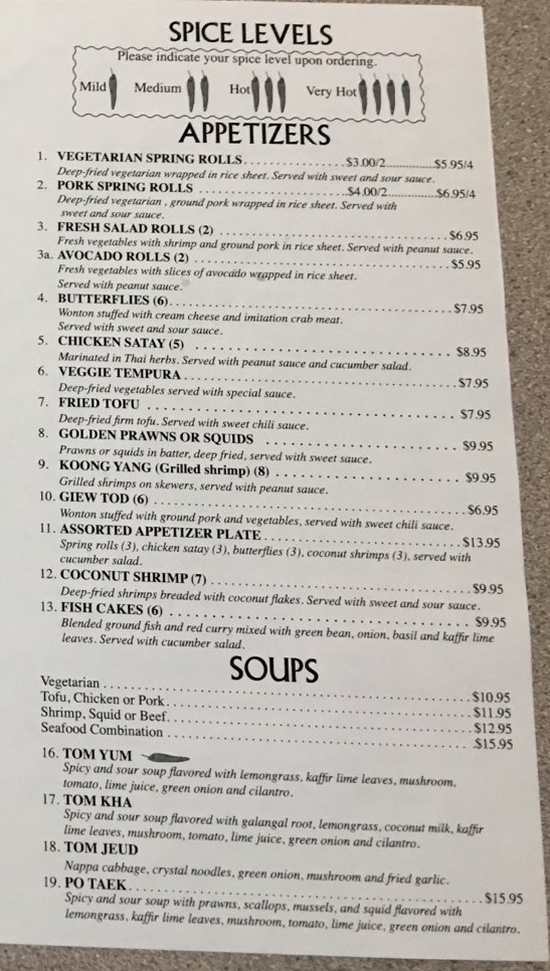 SPICE LEVELS
Please indicate your spice level upon ordering.
Mild Medium Hot Very Hot
APPETIZERS
1. VEGETARIAN SPRING ROLLS....................$3.00/2....................$5.95/4
Deep-fried vegetarian wrapped in rice sheet. Served with sweet and sour sauce.
2. PORK SPRING ROLLS ....................$4.00/2....................$6.95/4
Deep-fried vegetarian , ground pork wrapped in rice sheet. Served with
sweet and sour sauce.
3. FRESH SALAD ROLLS (2) ....................$6.95
Fresh vegetables with shrimp and ground pork in rice sheet. Served with peanut sauce.
3a. AVOCADO ROLLS (2) ....................$5.95
Fresh vegetables with slices of avocado wrapped in rice sheet.
Served with peanut sauce.
4. BUTTERFLIES (6)....................$7.95
Wonton stuffed with cream cheese and imitation crab meat.
Served with sweet and sour sauce.
5. CHICKEN SATAY (5) ....................$8.95
Marinated in Thai herbs. Served with peanut sauce and cucumber salad.
6. VEGGIE TEMPURA....................$7.95
Deep-fried vegetables served with special sauce.
7. FRIED TOFU ....................$7.95
Deep-fried firm tofu. Served with sweet chili sauce.
8. GOLDEN PRAWNS OR SQUIDS ....................$9.95
Prawns or squids in batter, deep fried, served with sweet sauce.
9. KOONG YANG (Grilled shrimp) (8) ....................$9.95
Grilled shrimps on skewers, served with peanut sauce.
10. GIEW TOD (6) ....................$6.95
Wonton stuffed with ground pork and vegetables, served with sweet chili sauce.
11. ASSORTED APPETIZER PLATE....................$13.95
Spring rolls (3), chicken satay (3), butterflies (3), coconut shrimps (3), served with
cucumber salad.
12. COCONUT SHRIMP (7)....................$9.95
Deep-fried shrimps breaded with coconut flakes. Served with sweet and sour sauce.
13. FISH CAKES (6) ....................$9.95
Blended ground fish and red curry mixed with green bean, onion, basil and kaffir lime
leaves. Served with cucumber salad.
SOUPS
Vegetarian....................$10.95
Tofu, Chicken or Pork....................$11.95
Shrimp, Squid or Beef....................$12.95
Seafood Combination ....................$15.95
16. TOM YUM
Spicy and sour soup flavored with lemongrass, kaffir lime leaves, mushroom,
tomato, lime juice, green onion and cilantro.
17. TOM KHA
Spicy and sour soup flavored with galangal root, lemongrass, coconut milk, kaffir
lime leaves, mushroom, tomato, lime juice, green onion and cilantro.
18. TOM JEUD
Nappa cabbage, crystal noodles, green onion, mushroom and fried garlic.
19. PO TAEK....................$15.95
Spicy and sour soup with prawns, scallops, mussels, and squid flavored with
lemongrass, kaffir lime leaves, mushroom, tomato, lime juice, green onion and cilantro.